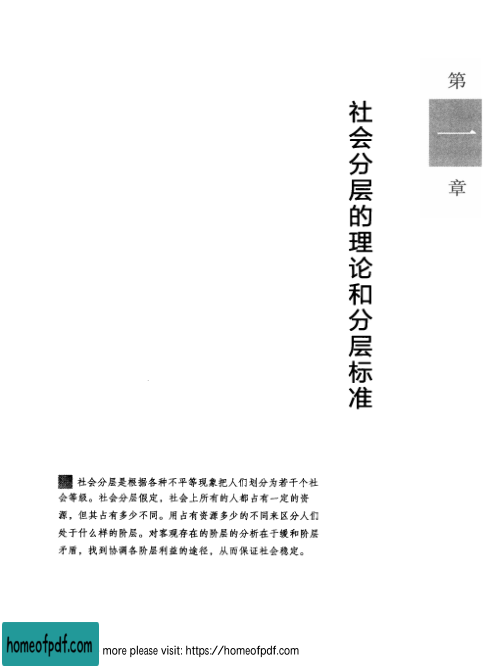 第
一
章
社会分层的理论和分层标准
社会分层是根据各种不平等现象把人们划分为若干个社
会等级。社会分层假定，社会上所有的人都占有一定的资
源，但其占有多少不同。用占有资源多少的不同来区分人们
处于什么样的阶层。对客观存在的阶层的分析在于缓和阶层
矛盾，找到协调各阶层利益的途径，从而保证社会稳定。
homeofpdf.com
more please visit: https://homeofpdf.com